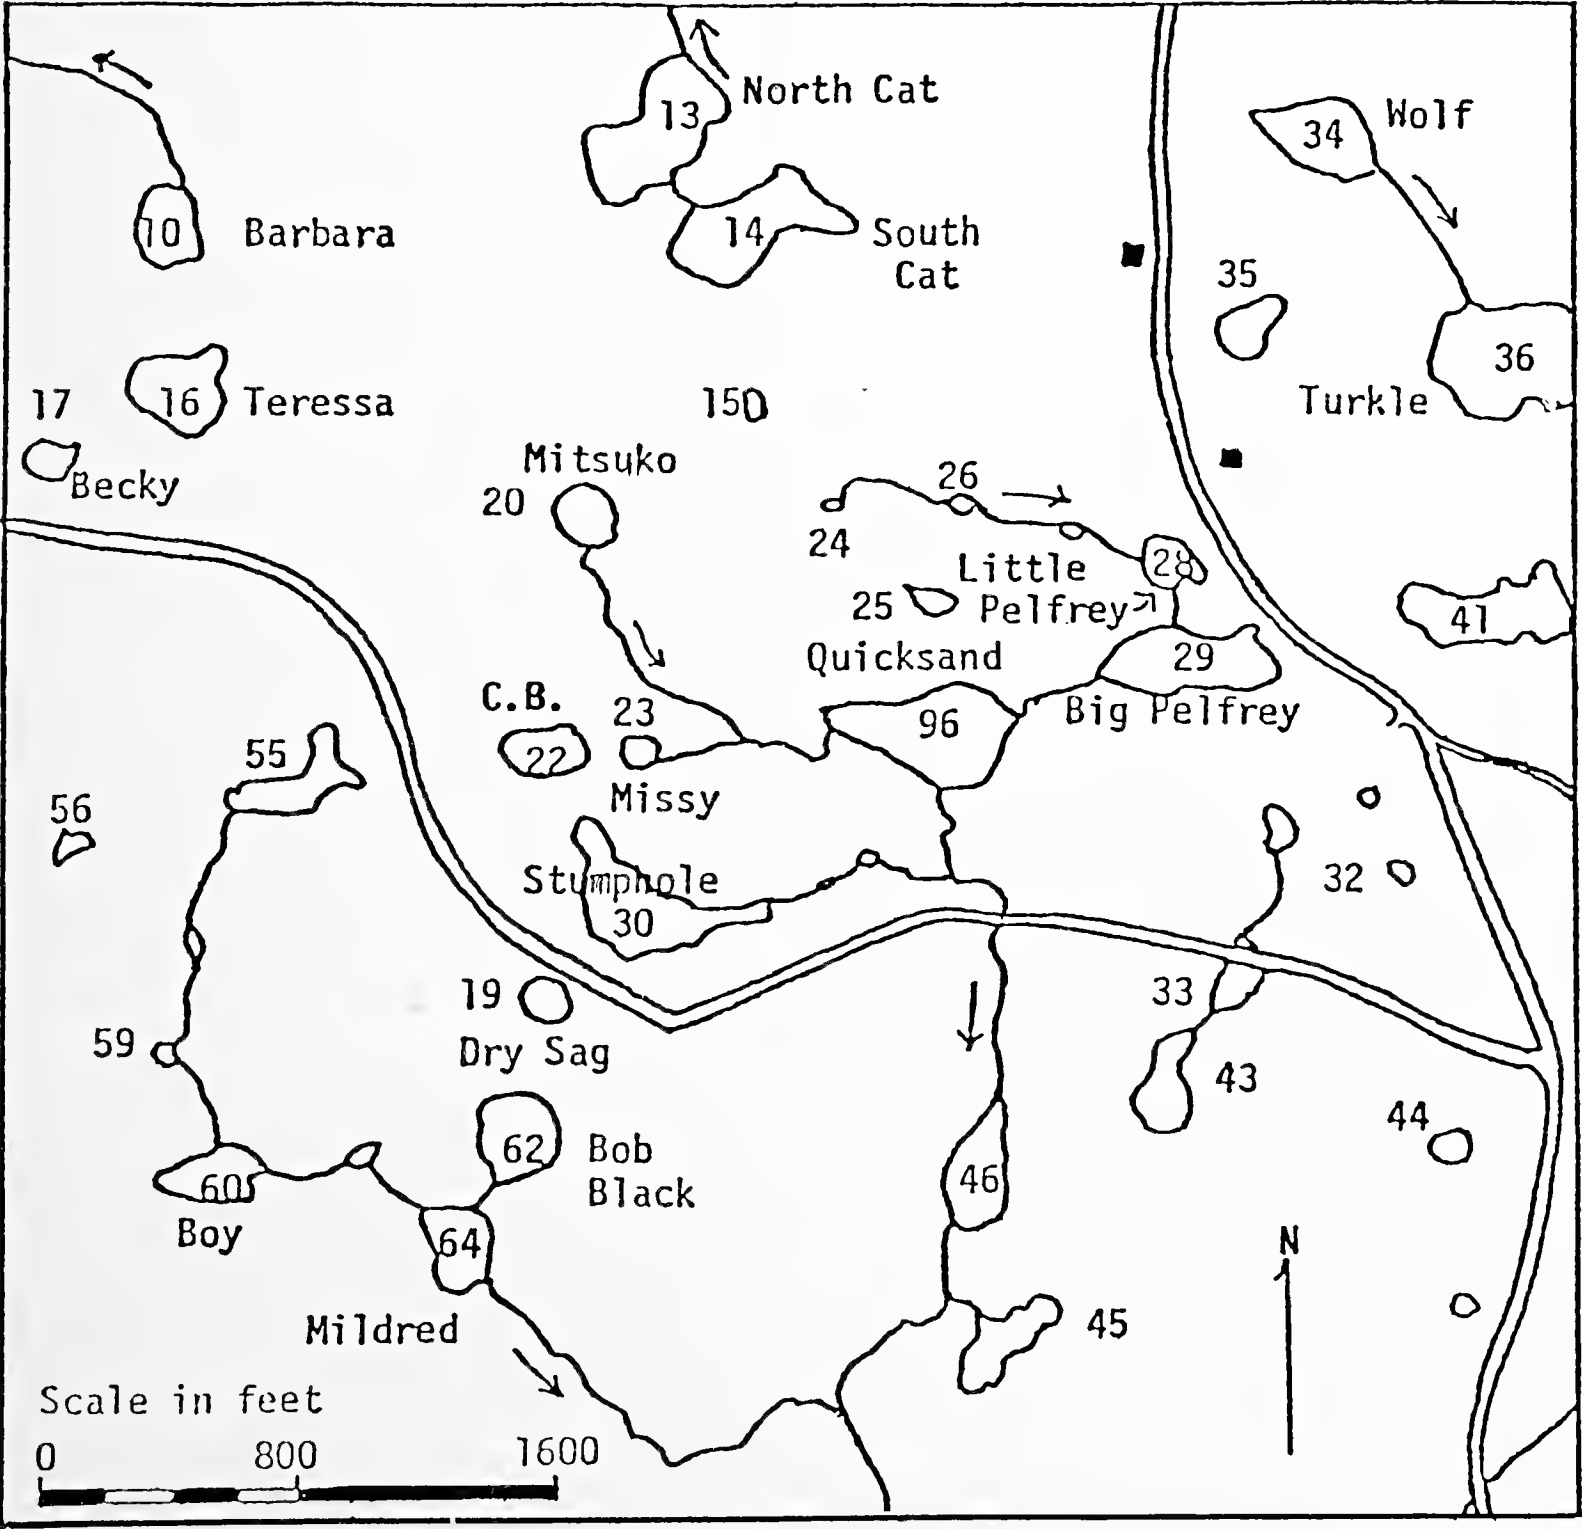 North Cat
13
Wolf
34
10 Barbara
14 South
Cat
35
36
Turkle
17
16 Teressa
15
Becky
Mitsuko
20
26
24
28
Little
Pelfrey
25
41
Quicksand
29
C.B.
23
96
Big Pelfrey
22
55
Missy
56
32
Stumphole
30
19
33
59
Dry Sag
43
44
62 Bob
Black
46
60
Boy
64
N
45
Mildred
Scale in feet
0 800 1600